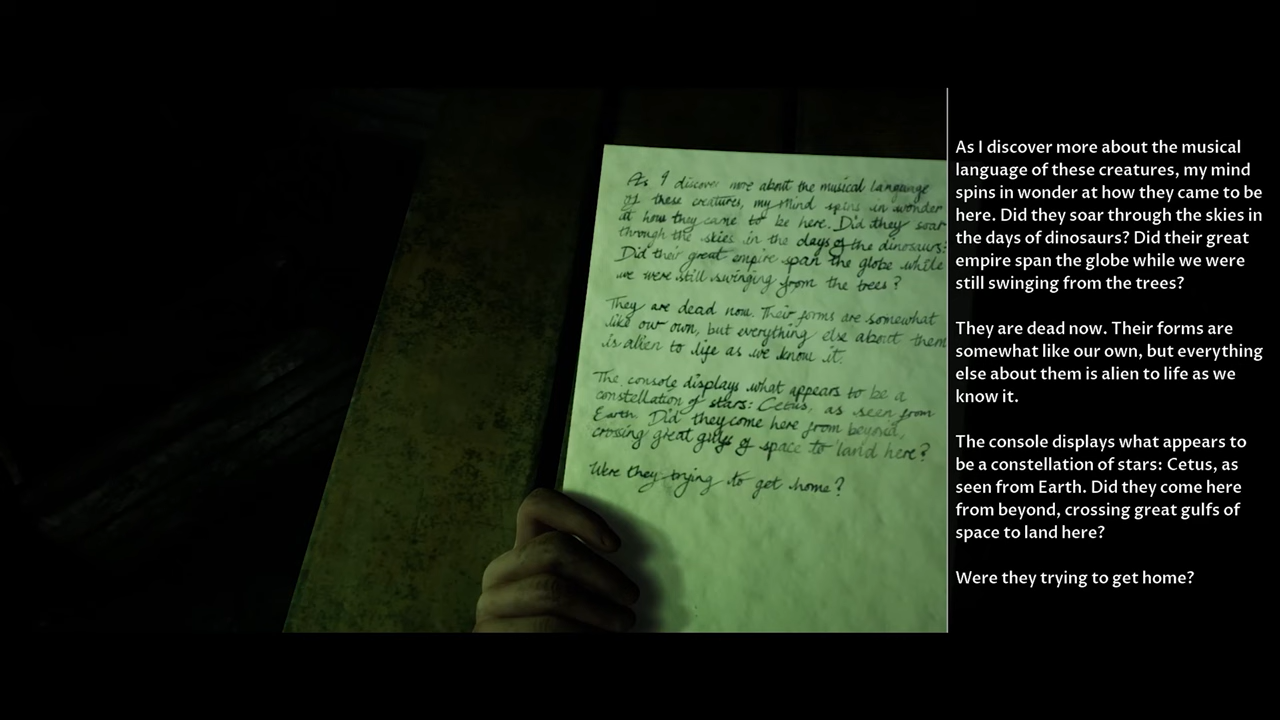 As I discover more about the musical language
of these creatures, my mind spins in wonder
at how they came to be here. Did they soar
through the skies in the days of the dinosaurs?
Did their great empire span the globe while
we were still swinging from the trees?
They are dead now. Their forms are somewhat
like our own, but everything else about them
is alien to life as we know it.
The console displays what appears to be a
constellation of stars: Cetus, as seen from
Earth. Did they come here from beyond,
crossing great gulfs of space to land here?
Were they trying to get home?
As I discover more about the musical
language of these creatures, my mind
spins in wonder at how they came to be
here. Did they soar through the skies in
the days of dinosaurs? Did their great
empire span the globe while we were
still swinging from the trees?
They are dead now. Their forms are
somewhat like our own, but everything
else about them is alien to life as we
know it.
The console displays what appears to
be a constellation of stars: Cetus, as
seen from Earth. Did they come here
from beyond, crossing great gulfs of
space to land here?
Were they trying to get home?